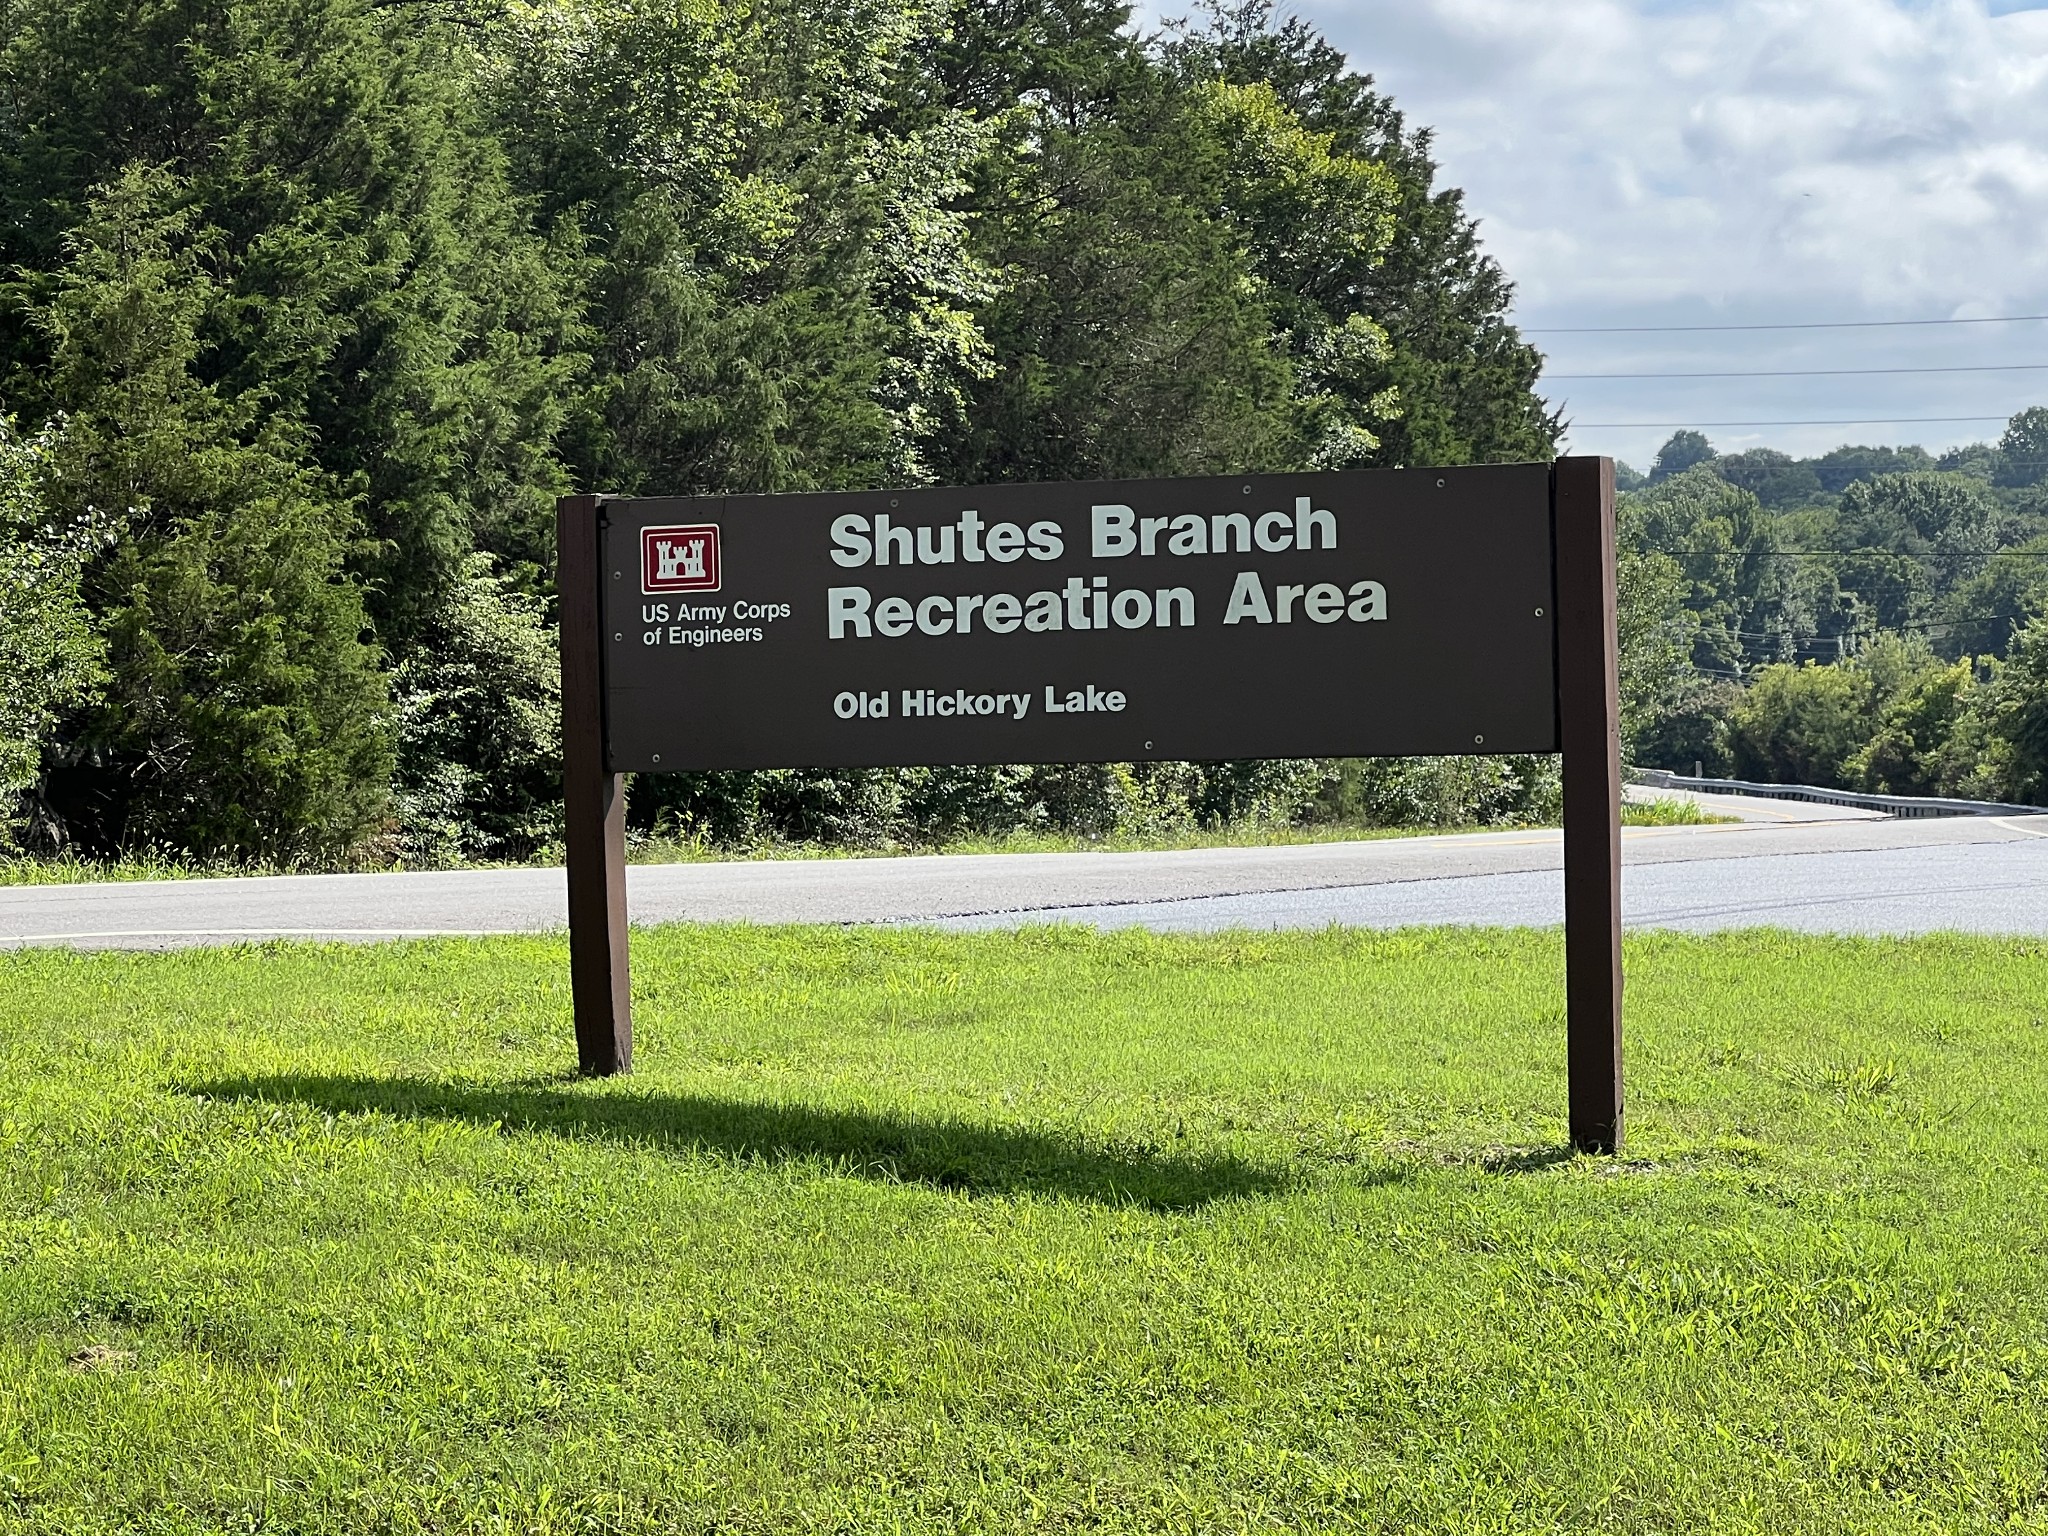 US Army Corps
of Engineers
Shutes Branch
Recreation Area
Old Hickory Lake